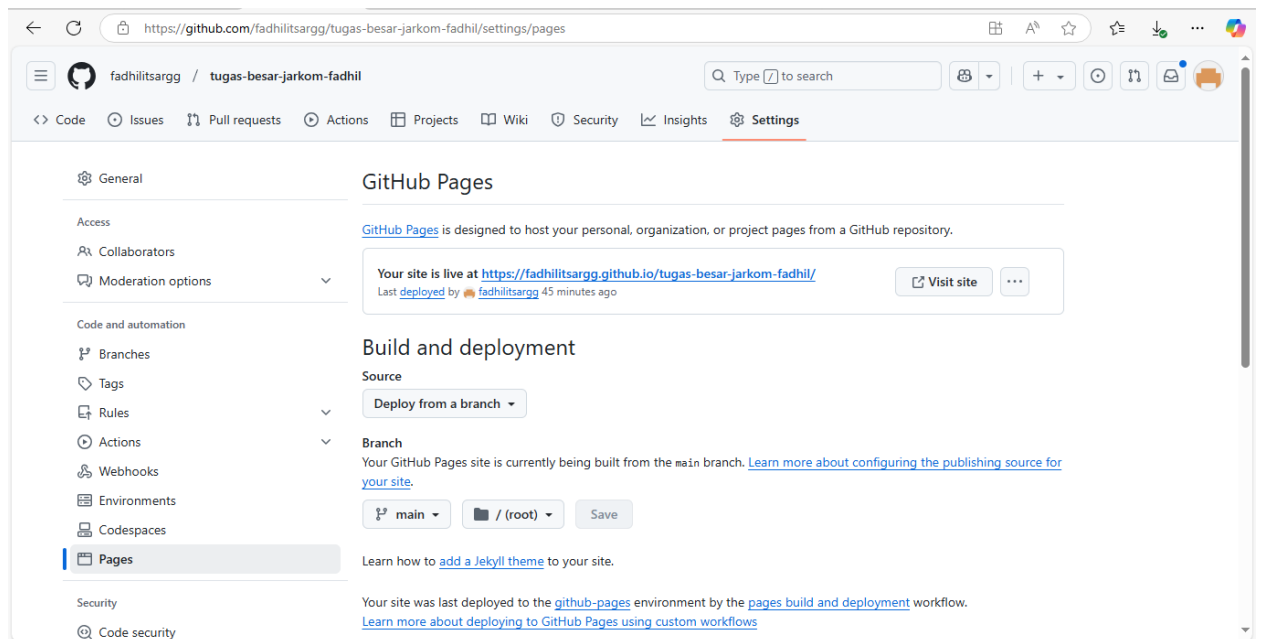 https://github.com/fadhilitsargg/tugas-besar-jarkom-fadhil/settings/pages
fadhilitsargg / tugas-besar-jarkom-fadhil
Type / to search
<> Code Issues Pull requests Actions Projects Wiki Security Insights Settings
General
Access
Collaborators
Moderation options
Code and automation
Branches
Tags
Rules
Actions
Webhooks
Environments
Codespaces
Pages
Security
Code security
GitHub Pages
GitHub Pages is designed to host your personal, organization, or project pages from a GitHub repository.
Your site is live at https://fadhilitsargg.github.io/tugas-besar-jarkom-fadhil/
Last deployed by fadhilitsargg 45 minutes ago
Visit site
Build and deployment
Source
Deploy from a branch
Branch
Your GitHub Pages site is currently being built from the main branch. Learn more about configuring the publishing source for
your site.
main / (root) Save
Learn how to add a Jekyll theme to your site.
Your site was last deployed to the github-pages environment by the pages build and deployment workflow.
Learn more about deploying to GitHub Pages using custom workflows